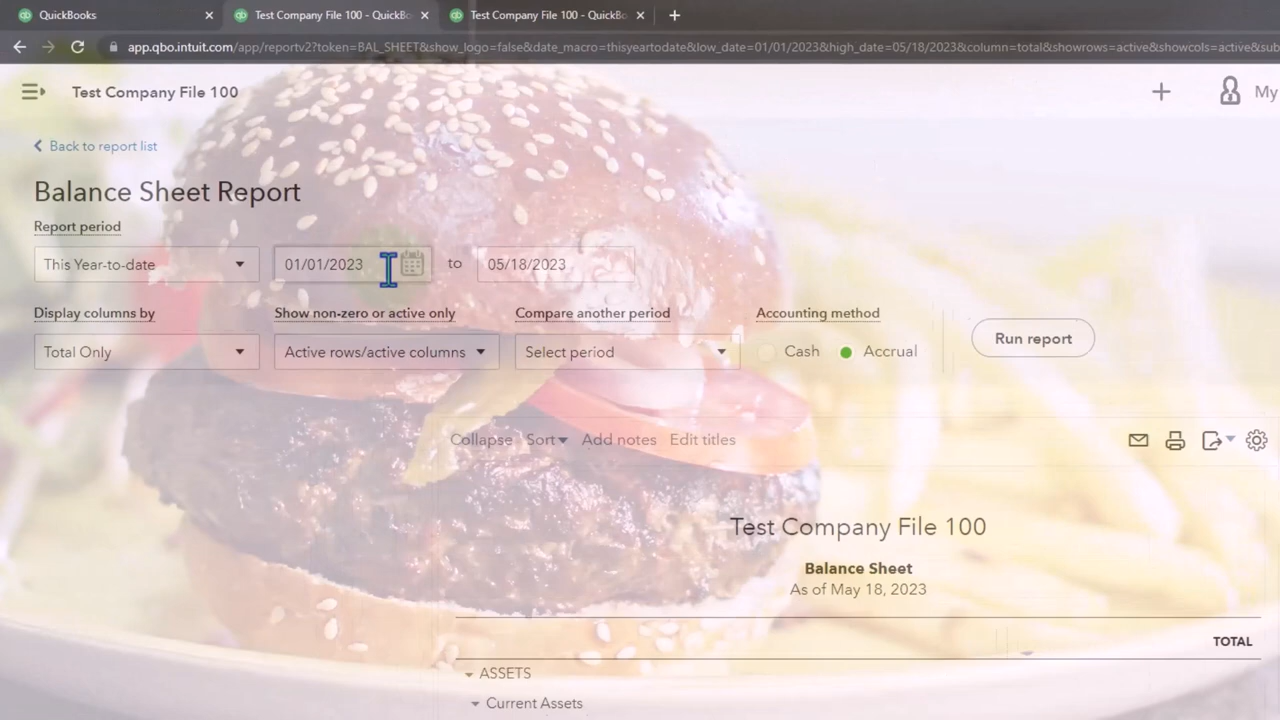 QuickBooks
Test Company File 100 - QuickBo
Test Company File 100 - QuickBo
app.qbo.intuit.com/app/reportv2?token=BAL_SHEET&show_logo=false&date_macro=thisyeartodate&low_date=01/01/2023&high_date=05/18/2023&column=total&showrows=active&showcols=active&sub
Test Company File 100
My
Back to report list
Balance Sheet Report
Report period
This Year-to-date
01/01/2023
to
05/18/2023
Display columns by
Show non-zero or active only
Compare another period
Accounting method
Total Only
Active rows/active columns
Select period
Cash
Accrual
Run report
Collapse
Sort
Add notes
Edit titles
Test Company File 100
Balance Sheet
As of May 18, 2023
TOTAL
ASSETS
Current Assets